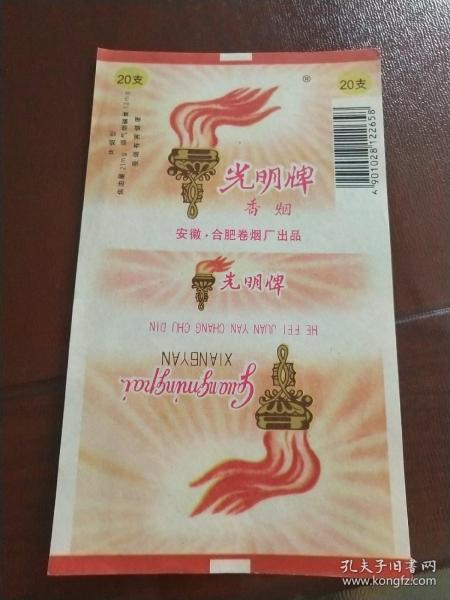 20支
20支
®
光明牌
香烟
安徽·合肥卷烟厂出品
4 901028 122658
光明牌
HE FEI JUAN YAN CHANG CHU DIN
XIANGYAN
Guangmingpai.
孔夫子旧书网
www.kongfz.com